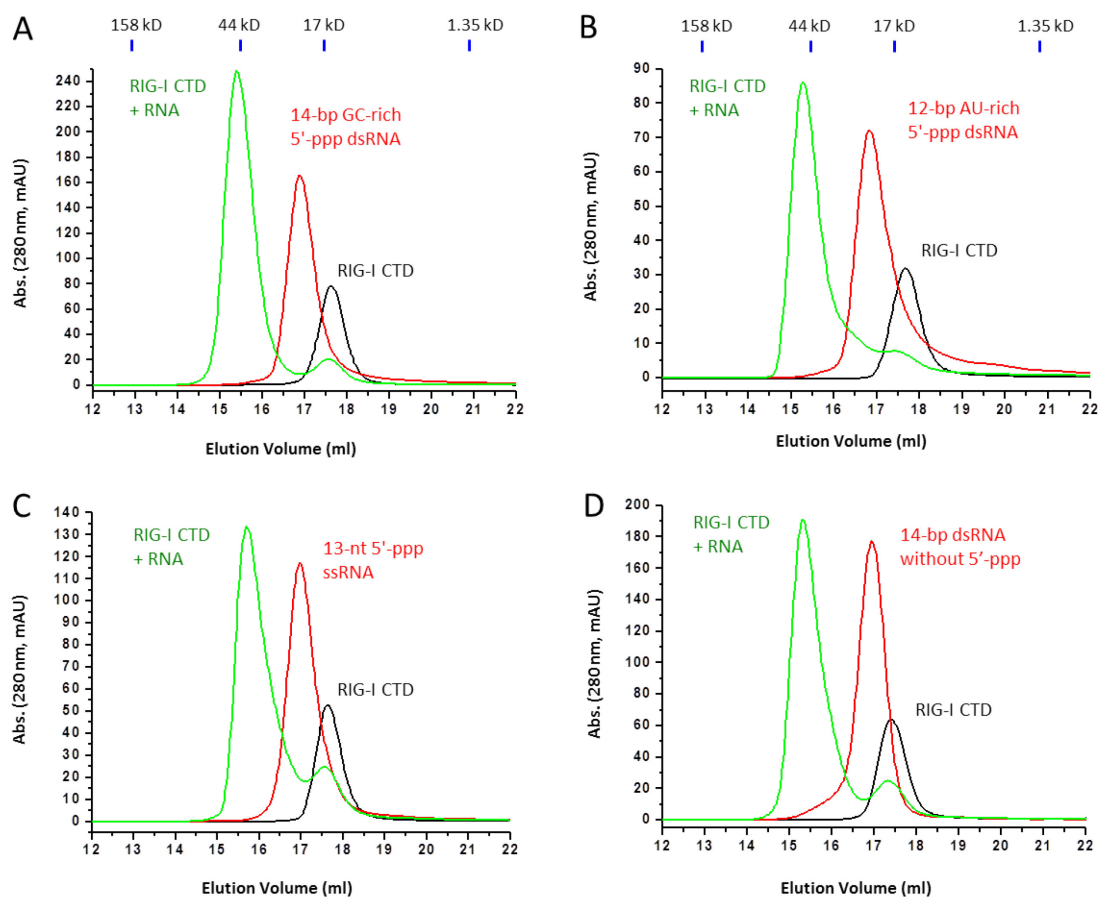 A
158 kD 44 kD 17 kD 1.35 kD
RIG-I CTD
+ RNA
14-bp GC-rich
5'-ppp dsRNA
RIG-I CTD
Abs. (280 nm, mAU)
240
220
200
180
160
140
120
100
80
60
40
20
0
12 13 14 15 16 17 18 19 20 21 22
Elution Volume (ml)
B
158 kD 44 kD 17 kD 1.35 kD
RIG-I CTD
+ RNA
12-bp AU-rich
5'-ppp dsRNA
RIG-I CTD
Abs. (280 nm, mAU)
90
80
70
60
50
40
30
20
10
0
12 13 14 15 16 17 18 19 20 21 22
Elution Volume (ml)
C
RIG-I CTD
+ RNA
13-nt 5'-ppp
ssRNA
RIG-I CTD
Abs. (280 nm, mAU)
140
130
120
110
100
90
80
70
60
50
40
30
20
10
0
12 13 14 15 16 17 18 19 20 21 22
Elution Volume (ml)
D
RIG-I CTD
+ RNA
14-bp dsRNA
without 5’-ppp
RIG-I CTD
Abs. (280 nm, mAU)
200
180
160
140
120
100
80
60
40
20
0
12 13 14 15 16 17 18 19 20 21 22
Elution Volume (ml)